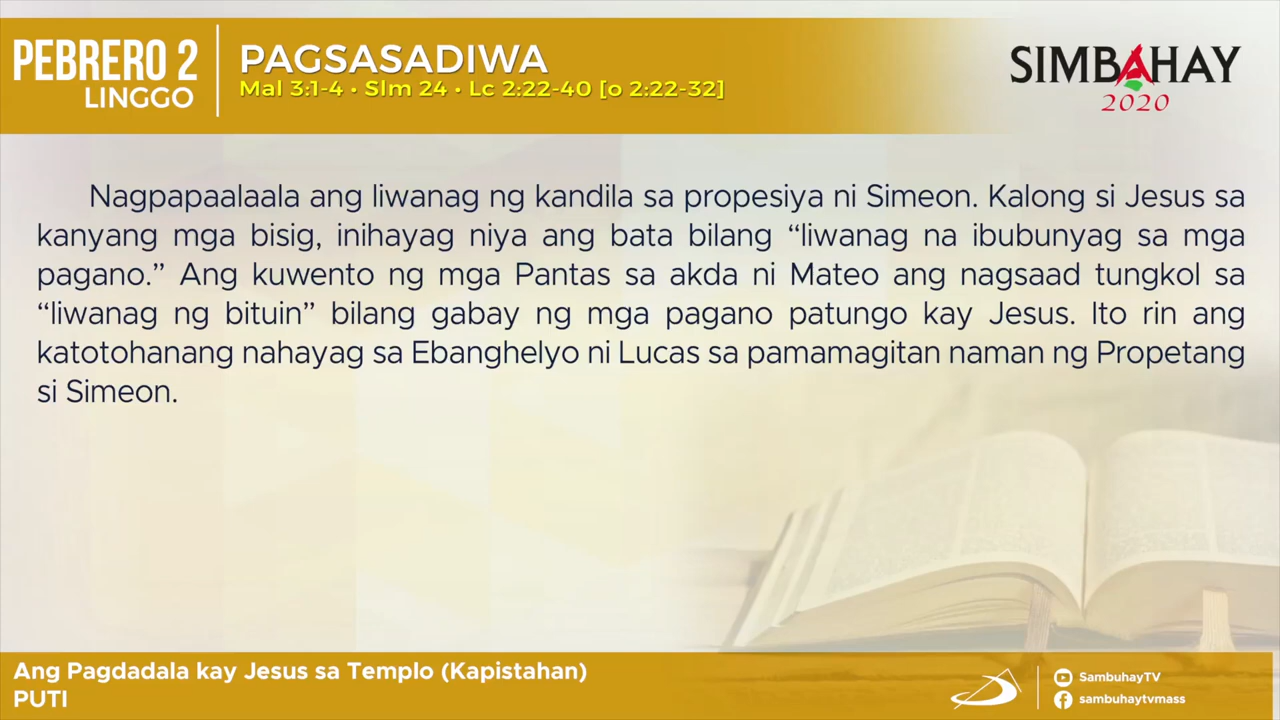 PEBRERO 2
LINGGO
PAGSASADIWA
Mal 3:1-4 • Slm 24 • Lc 2:22-40 [o 2:22-32]
SIMBAHAY
2020
Nagpapaalaala ang liwanag ng kandila sa propesiya ni Simeon. Kalong si Jesus sa
kanyang mga bisig, inihayag niya ang bata bilang “liwanag na ibubunyag sa mga
pagano.” Ang kuwento ng mga Pantas sa akda ni Mateo ang nagsaad tungkol sa
“liwanag ng bituin” bilang gabay ng mga pagano patungo kay Jesus. Ito rin ang
katotohanang nahayag sa Ebanghelyo ni Lucas sa pamamagitan naman ng Propetang
si Simeon.
Ang Pagdadala kay Jesus sa Templo (Kapistahan)
PUTI
SambuhayTV
sambuhaytvmass